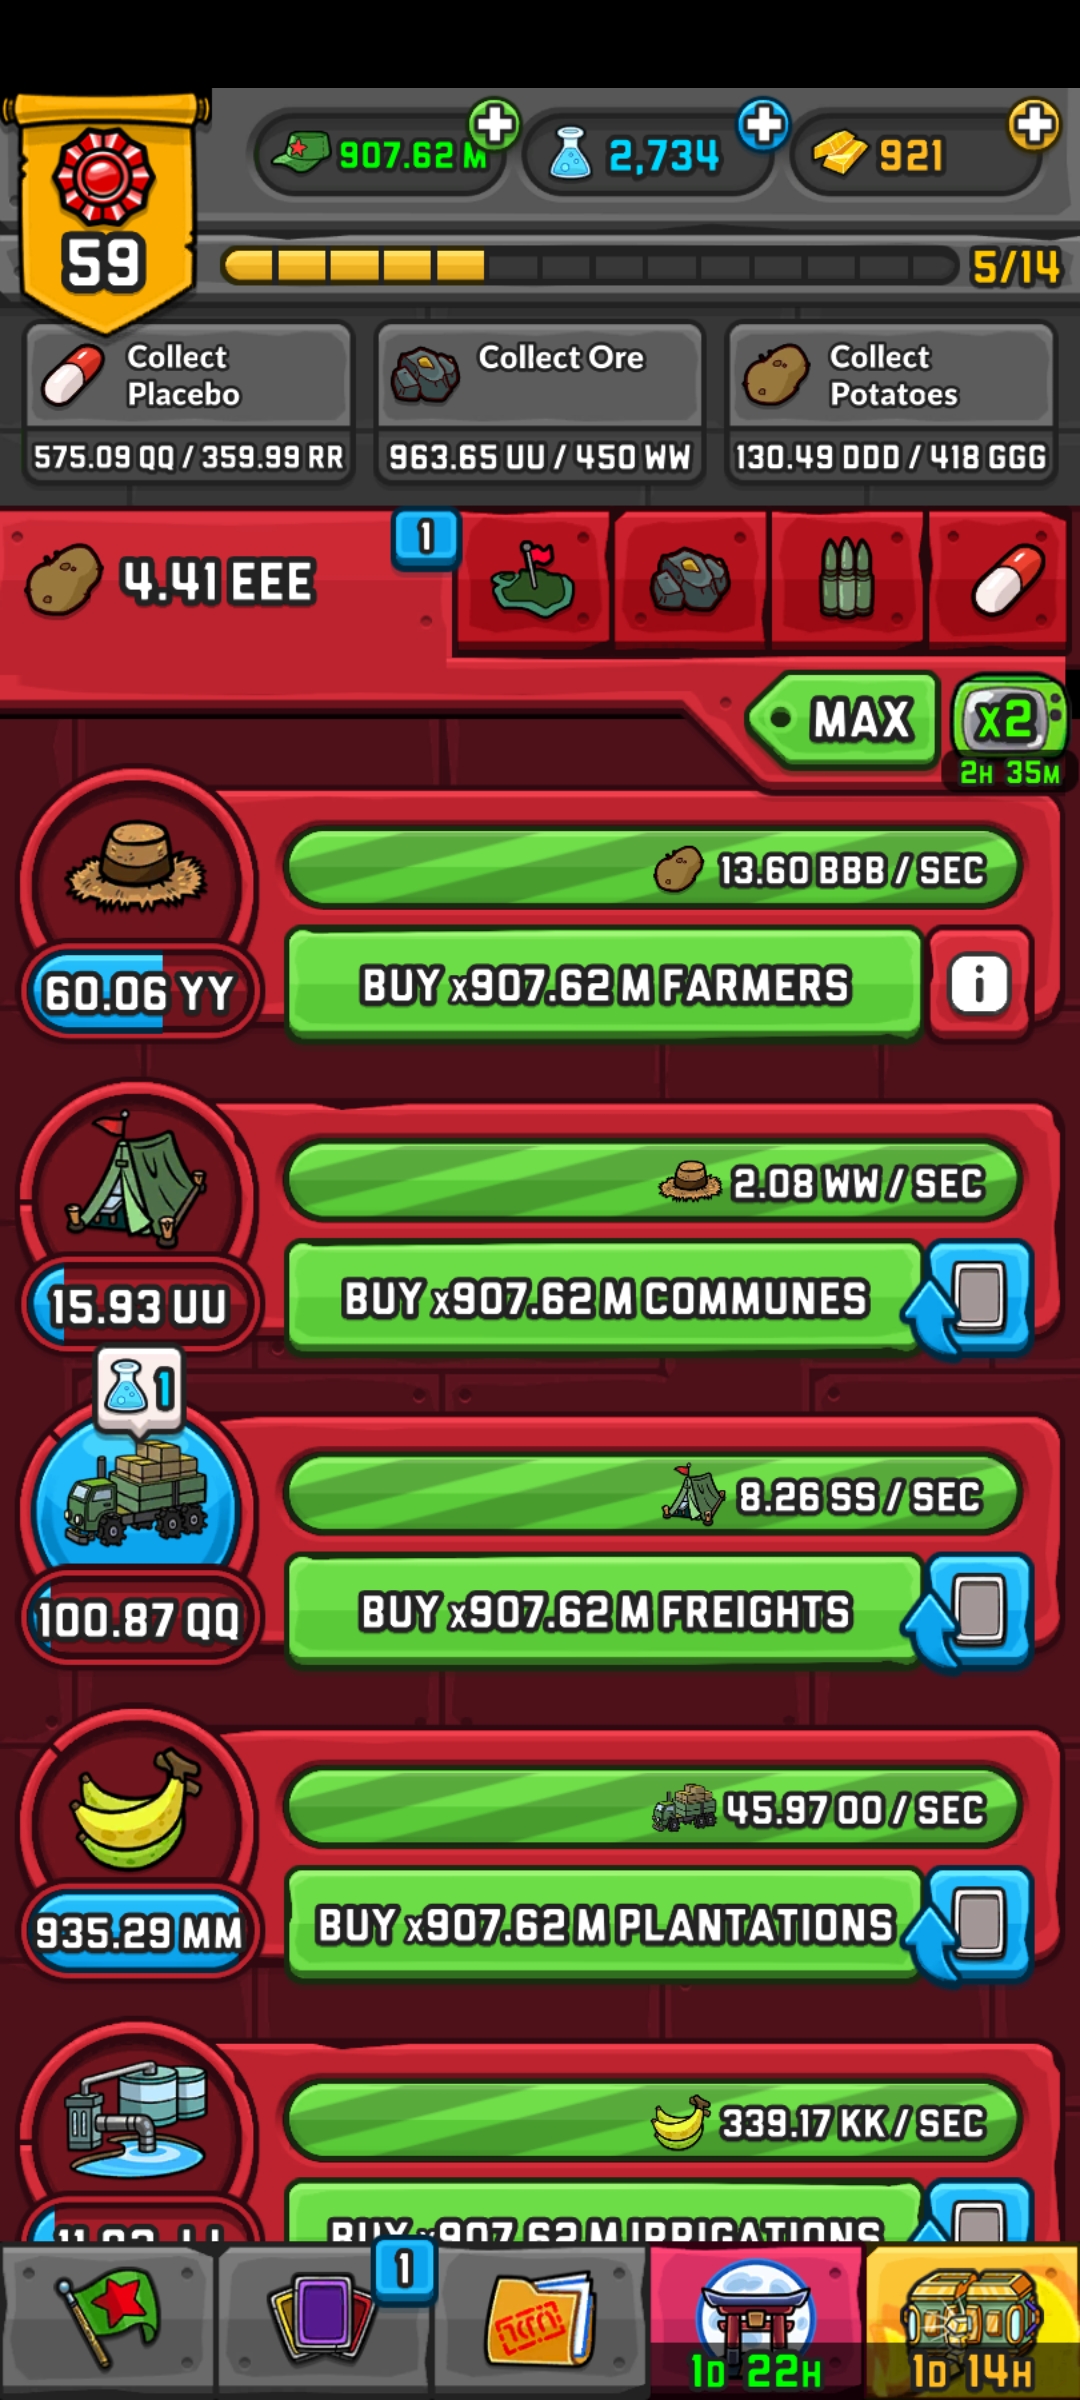 907.62 M
2,734
921
59
5/14
Collect Placebo
575.09 QQ / 359.99 RR
Collect Ore
963.65 UU / 450 WW
Collect Potatoes
130.49 DDD / 418 GGG
4.41 EEE
1
MAX
x2
2H 35M
13.60 BBB / SEC
60.06 YY
BUY x907.62 M FARMERS
i
2.08 WW / SEC
15.93 UU
BUY x907.62 M COMMUNES
1
8.26 SS / SEC
100.87 QQ
BUY x907.62 M FREIGHTS
45.97 OO / SEC
935.29 MM
BUY x907.62 M PLANTATIONS
339.17 KK / SEC
BUY x907.62 M IRRIGATIONS
1
1D 22H
1D 14H